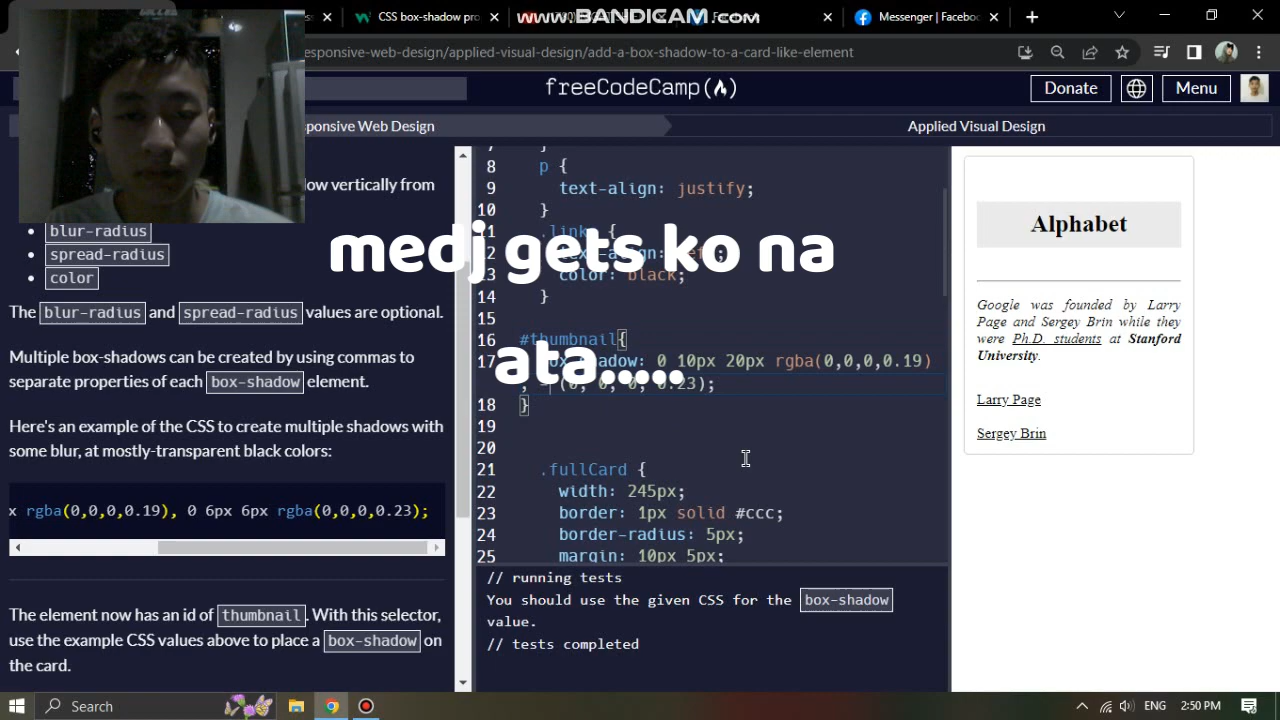 CSS box-shadow pro
www.BANDICAM.com
Messenger | Facebo
esponsive-web-design/applied-visual-design/add-a-box-shadow-to-a-card-like-element
freeCodeCamp(🔥)
Donate
Menu
sponsive Web Design
Applied Visual Design
ow vertically from
blur-radius
spread-radius
color
The blur-radius and spread-radius values are optional.
Multiple box-shadows can be created by using commas to
separate properties of each box-shadow element.
Here's an example of the CSS to create multiple shadows with
some blur, at mostly-transparent black colors:
x rgba(0,0,0,0.19), 0 6px 6px rgba(0,0,0,0.23);
The element now has an id of thumbnail. With this selector,
use the example CSS values above to place a box-shadow on
the card.
medj gets ko na
ata.....
7 }
8 p {
9 text-align: justify;
10 }
11 .link {
12
13 color: black;
14 }
15
16 #thumbnail{
17 box-shadow: 0 10px 20px rgba(0,0,0,0.19)
, (0, 0, 0, 0.23);
18 }
19
20
21 .fullCard {
22 width: 245px;
23 border: 1px solid #ccc;
24 border-radius: 5px;
25 margin: 10px 5px;
// running tests
You should use the given CSS for the box-shadow
value.
// tests completed
Alphabet
Google was founded by Larry
Page and Sergey Brin while they
were Ph.D. students at Stanford
University.
Larry Page
Sergey Brin
Search
ENG
2:50 PM